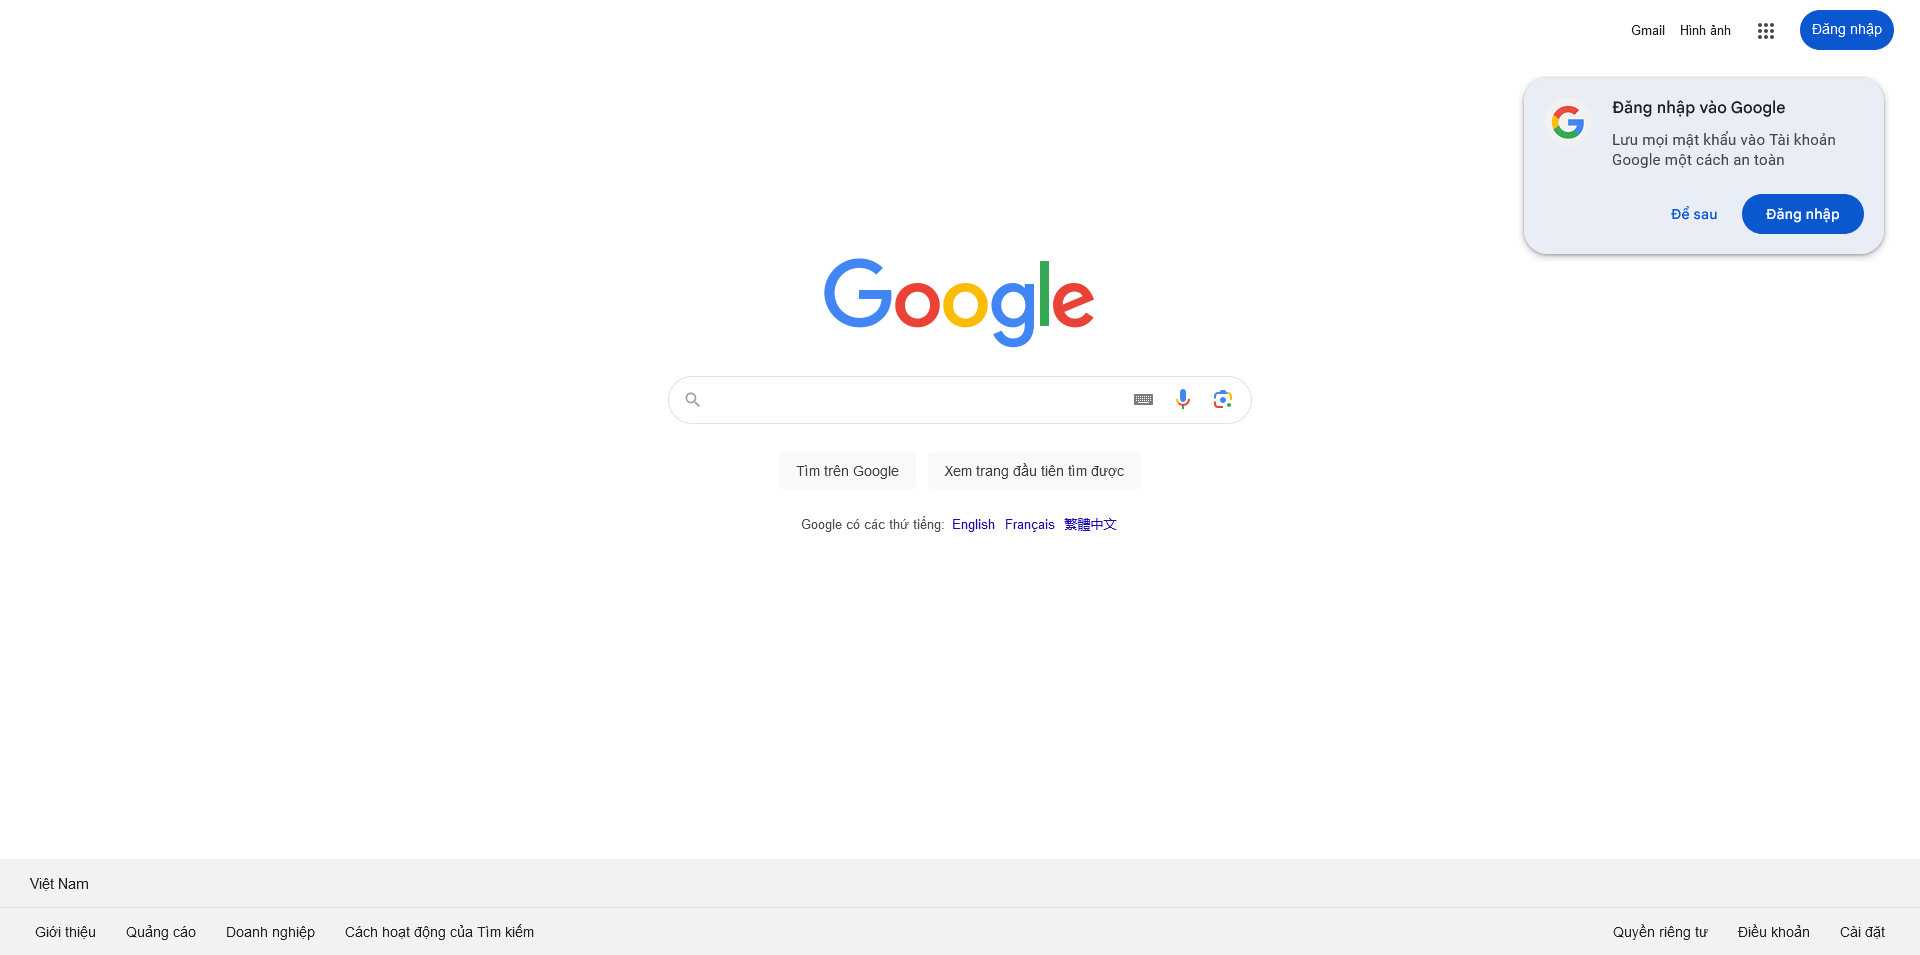 Gmail Hình ảnh Đăng nhập
Đăng nhập vào Google
Lưu mọi mật khẩu vào Tài khoản
Google một cách an toàn
Để sau Đăng nhập
Google
Tìm trên Google Xem trang đầu tiên tìm được
Google có các thứ tiếng: English Français 繁體中文
Việt Nam
Giới thiệu Quảng cáo Doanh nghiệp Cách hoạt động của Tìm kiếm Quyền riêng tư Điều khoản Cài đặt